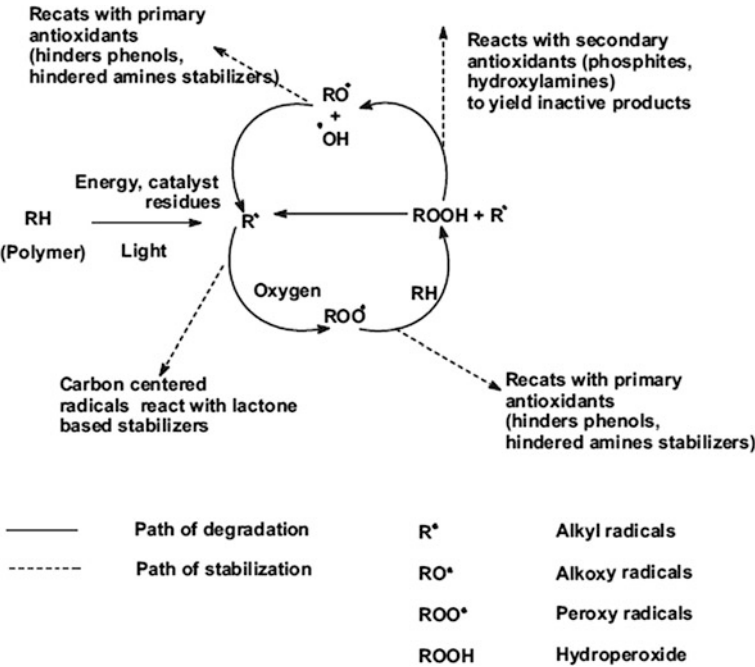 Recats with primary
antioxidants
(hinders phenols,
hindered amines stabilizers)
Reacts with secondary
antioxidants (phosphites,
hydroxylamines)
to yield inactive products
RO•
+
•OH
Energy, catalyst
residues
RH
(Polymer)
Light
R•
ROOH + R•
Oxygen
RH
ROO•
Carbon centered
radicals react with lactone
based stabilizers
Recats with primary
antioxidants
(hinders phenols,
hindered amines stabilizers)
Path of degradation
Path of stabilization
R• Alkyl radicals
RO• Alkoxy radicals
ROO• Peroxy radicals
ROOH Hydroperoxide